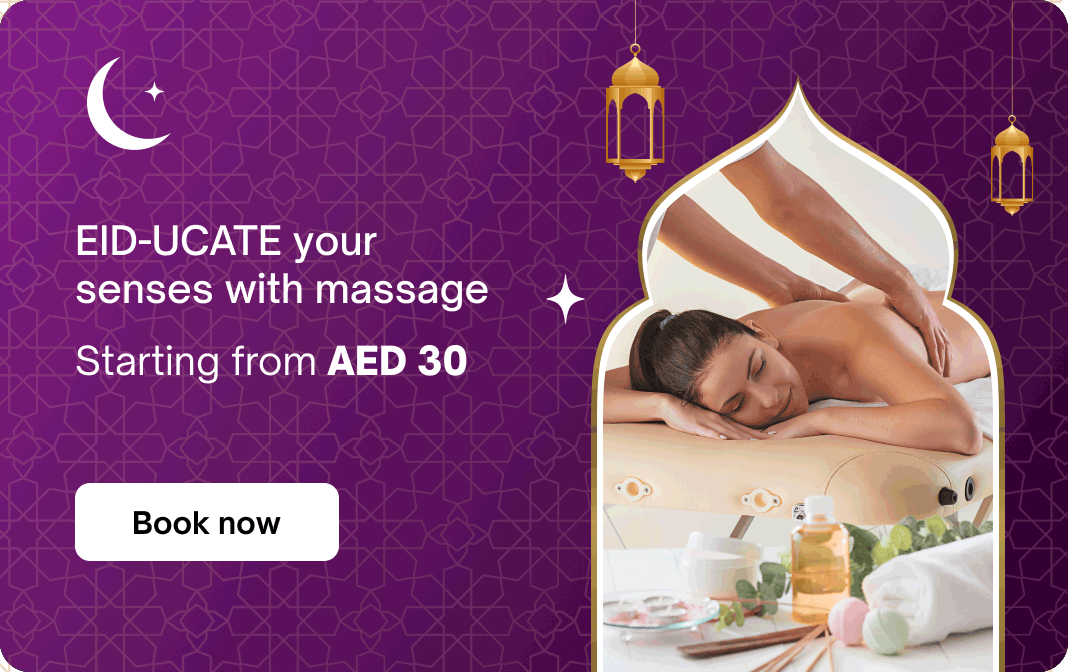 EID-UCATE your
senses with massage
Starting from AED 30
Book now